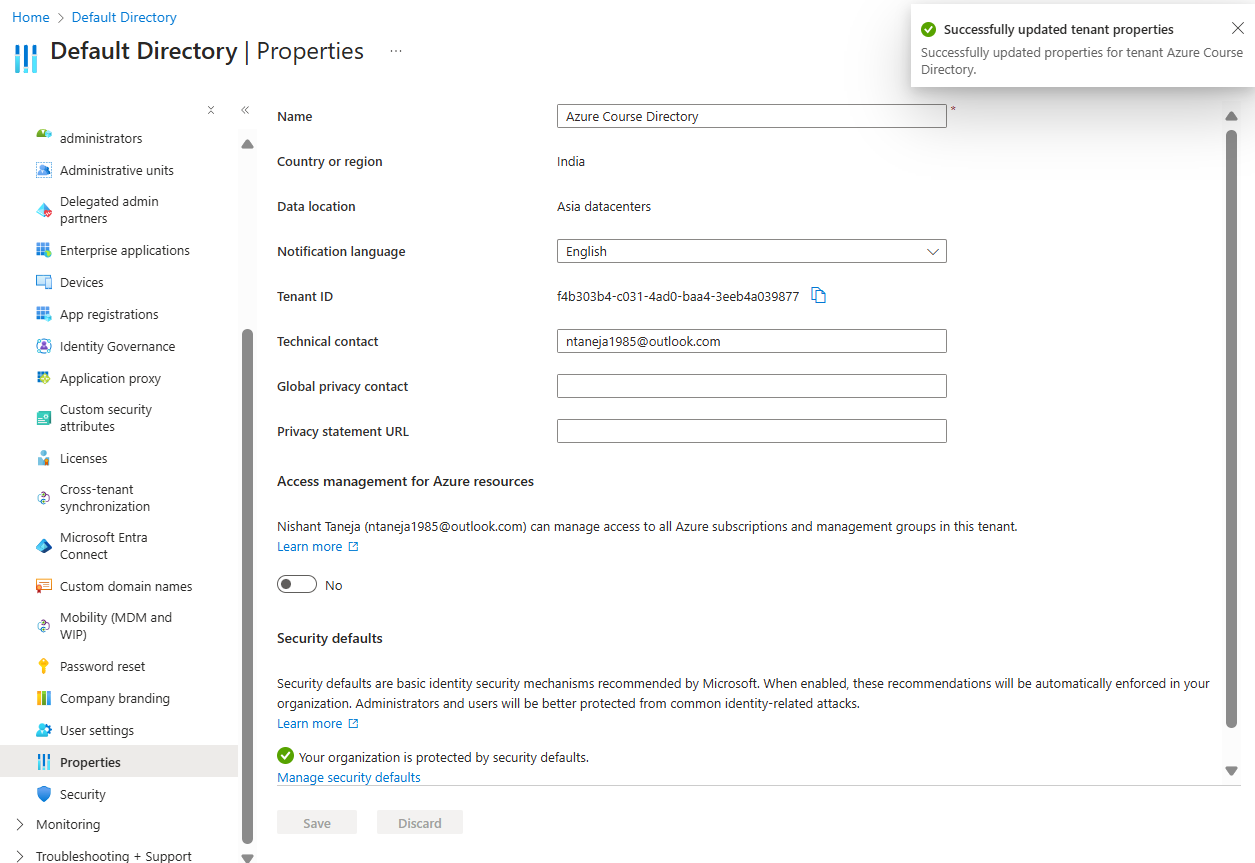 Home > Default Directory
Default Directory | Properties ...
Successfully updated tenant properties
Successfully updated properties for tenant Azure Course
Directory.
administrators
Administrative units
Delegated admin
partners
Enterprise applications
Devices
App registrations
Identity Governance
Application proxy
Custom security
attributes
Licenses
Cross-tenant
synchronization
Microsoft Entra
Connect
Custom domain names
Mobility (MDM and
WIP)
Password reset
Company branding
User settings
Properties
Security
Monitoring
Troubleshooting + Support
Name Azure Course Directory *
Country or region India
Data location Asia datacenters
Notification language English
Tenant ID f4b303b4-c031-4ad0-baa4-3eeb4a039877
Technical contact ntaneja1985@outlook.com
Global privacy contact
Privacy statement URL
Access management for Azure resources
Nishant Taneja (ntaneja1985@outlook.com) can manage access to all Azure subscriptions and management groups in this tenant.
Learn more
No
Security defaults
Security defaults are basic identity security mechanisms recommended by Microsoft. When enabled, these recommendations will be automatically enforced in your
organization. Administrators and users will be better protected from common identity-related attacks.
Learn more
Your organization is protected by security defaults.
Manage security defaults
Save Discard